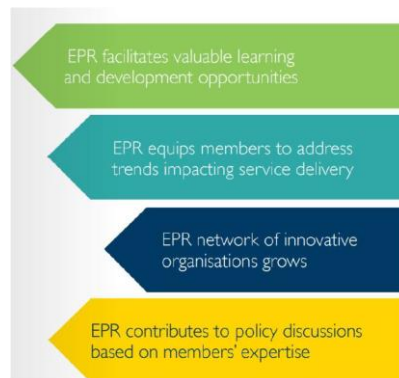 EPR facilitates valuable learning
and development opportunities
EPR equips members to address
trends impacting service delivery
EPR network of innovative
organisations grows
EPR contributes to policy discussions
based on members' expertise